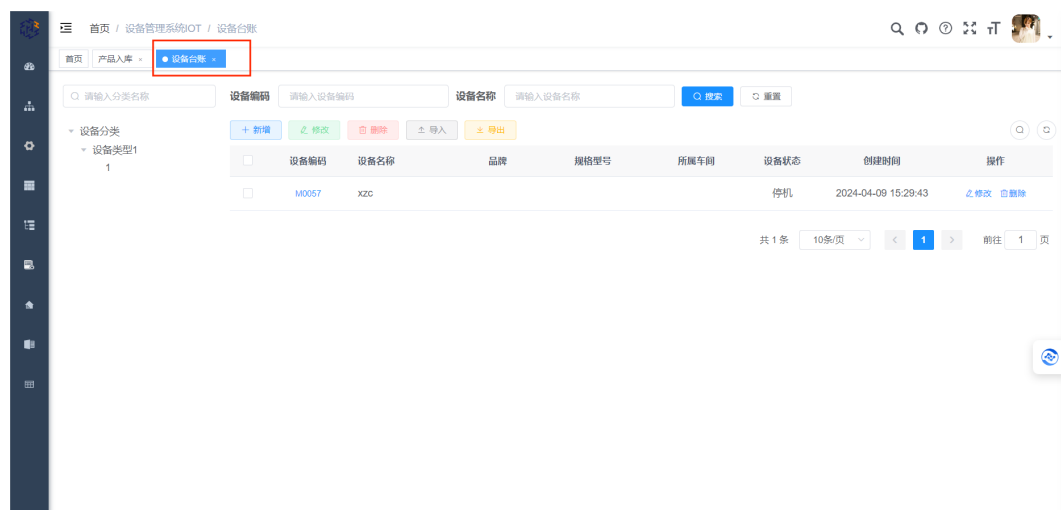 首页 / 设备管理系统IOT / 设备台账
首页 产品入库 × 设备台账 ×
请输入分类名称 设备编码 请输入设备编码 设备名称 请输入设备名称 搜索 重置
设备分类
设备类型1
1
+ 新增 修改 删除 导入 导出
设备编码 设备名称 品牌 规格型号 所属车间 设备状态 创建时间 操作
M0057 xzc 停机 2024-04-09 15:29:43 修改 删除
共 1 条 10条/页 < 1 > 前往 1 页